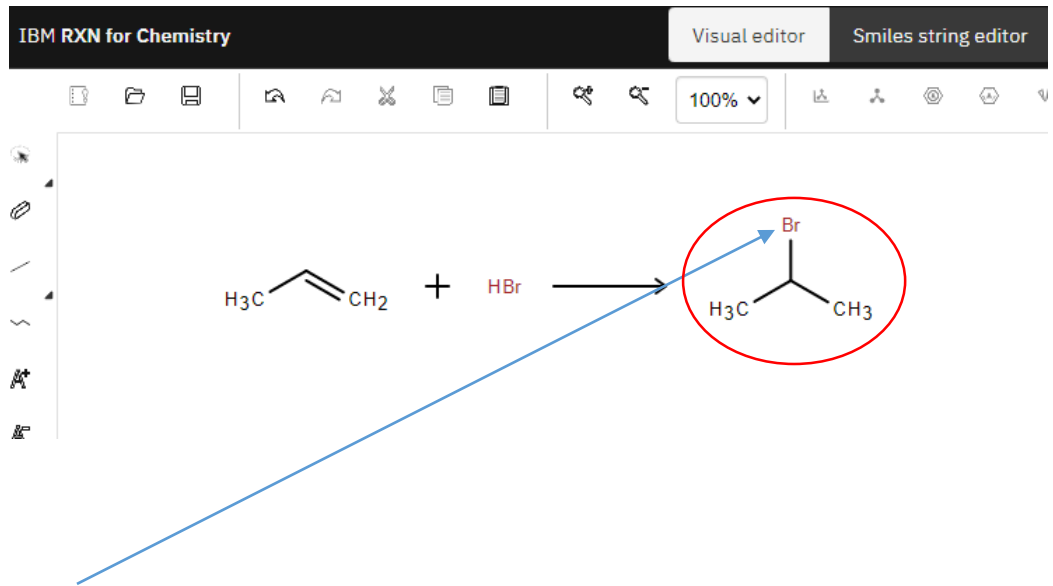 IBM RXN for Chemistry Visual editor Smiles string editor
100%
Br
H3C CH2 + HBr H3C CH3